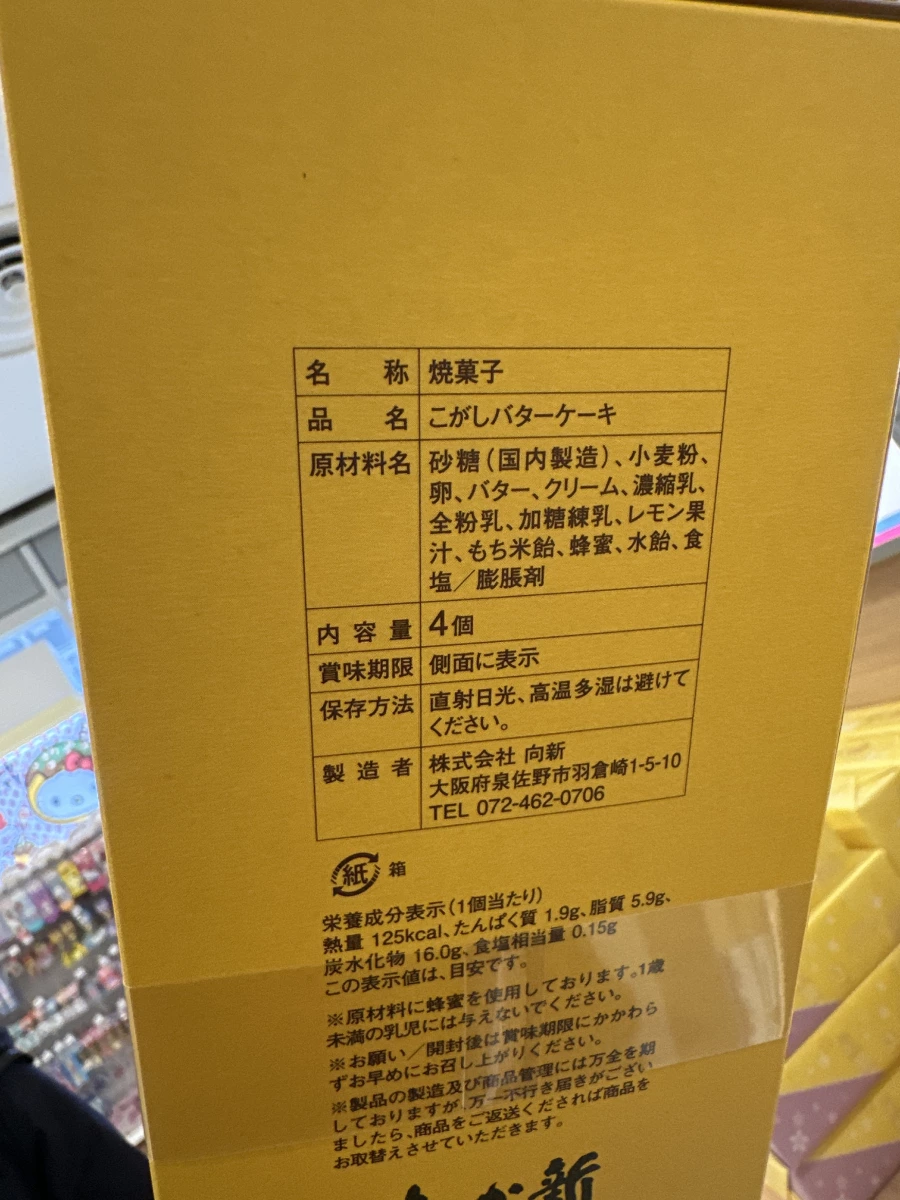 名称 焼菓子
品名 こがしバターケーキ
原材料名 砂糖(国内製造)、小麦粉、
卵、バター、クリーム、濃縮乳、
全粉乳、加糖練乳、レモン果
汁、もち米飴、蜂蜜、水飴、食
塩/膨脹剤
内容量 4個
賞味期限 側面に表示
保存方法 直射日光、高温多湿は避けて
ください。
製造者 株式会社 向新
大阪府泉佐野市羽倉崎1-5-10
TEL 072-462-0706
紙 箱
栄養成分表示(1個当たり)
熱量 125kcal、たんぱく質 1.9g、脂質 5.9g、
炭水化物 16.0g、食塩相当量 0.15g
この表示値は、目安です。
※原材料に蜂蜜を使用しております。1歳
未満の乳児には与えないでください。
※お願い/開封後は賞味期限にかかわら
ずお早めにお召し上がりください。
※製品の製造及び商品管理には万全を期
しておりますが、万一不行き届きがござい
ましたら、商品をご返送くだされば商品を
お取替えさせていただきます。
新